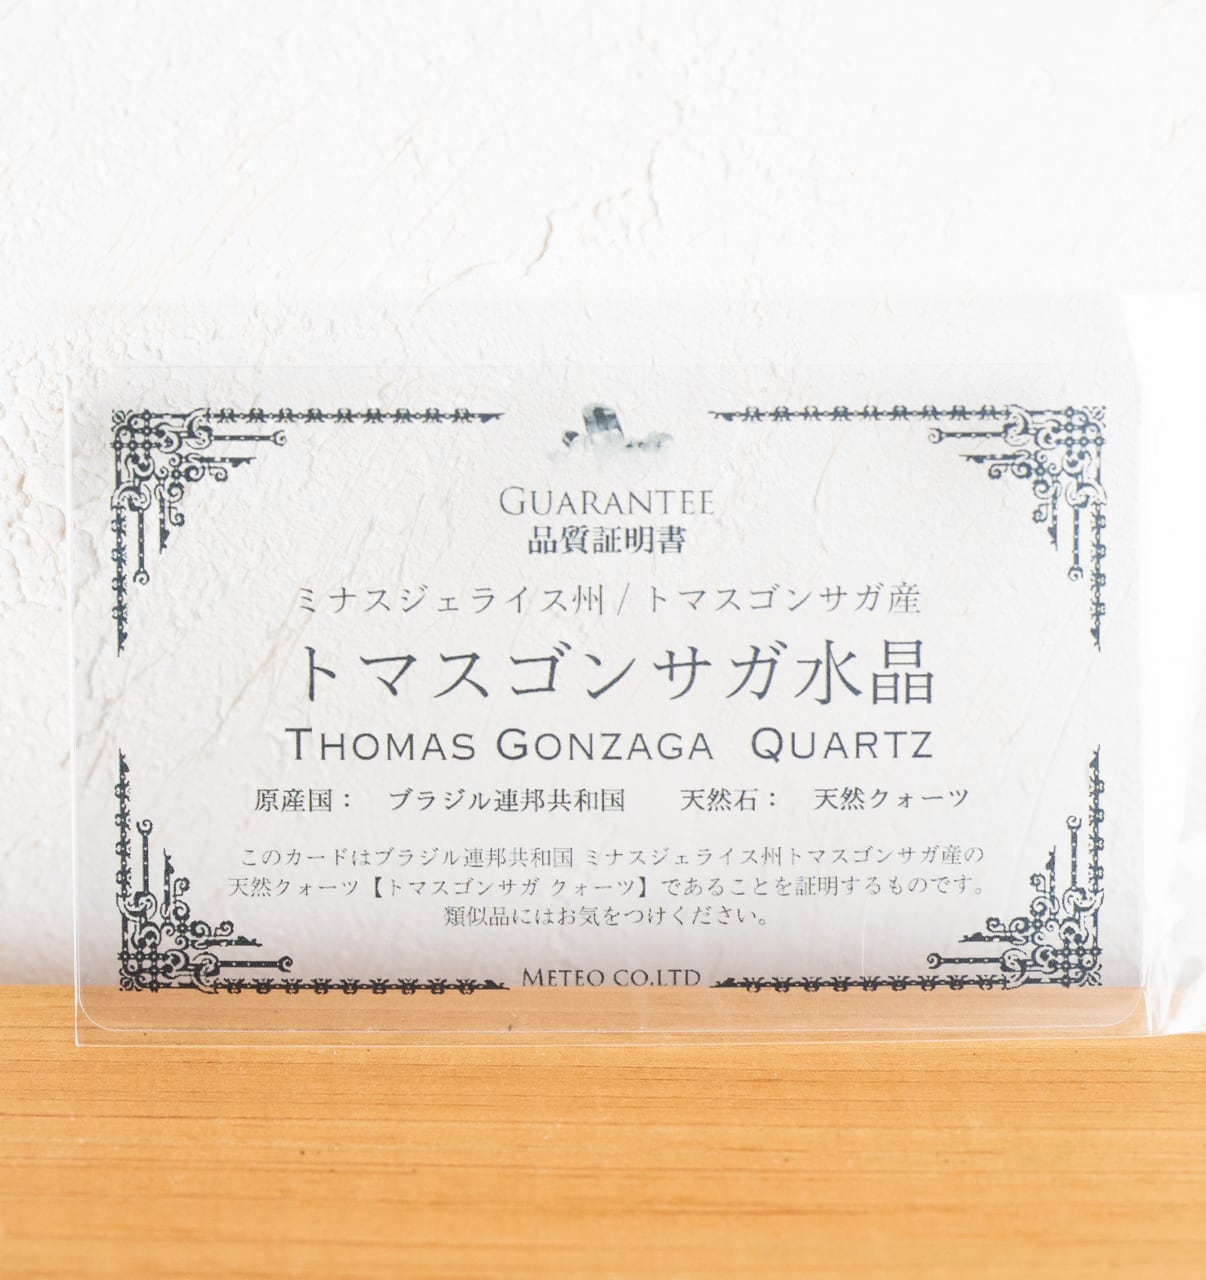 GUARANTEE
品質証明書
ミナスジェライス州 / トマスゴンサガ産
トマスゴンサガ水晶
THOMAS GONZAGA QUARTZ
原産国： ブラジル連邦共和国 天然石： 天然クォーツ
このカードはブラジル連邦共和国 ミナスジェライス州トマスゴンサガ産の
天然クォーツ【トマスゴンサガ クォーツ】であることを証明するものです。
類似品にはお気をつけください。
METEO CO.LTD